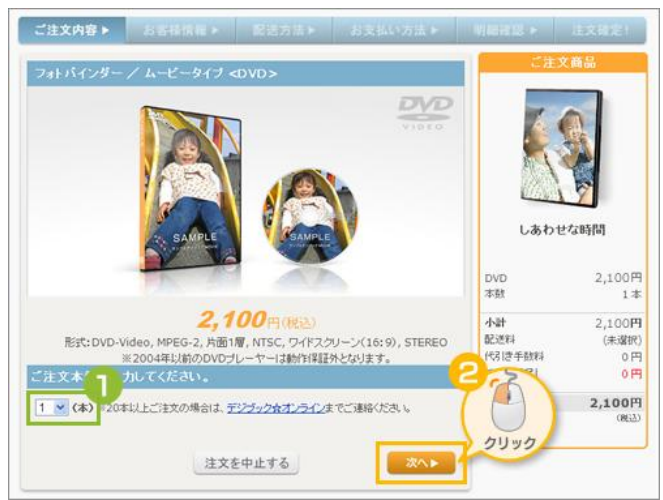 ご注文内容▶
お客様情報▶
配送方法▶
お支払い方法▶
明細確認▶
注文確定!
フォトバインダー / ムービータイプ <DVD>
DVD
VIDEO
SAMPLE
SAMPLE
2,100円(税込)
形式:DVD-Video, MPEG-2, 片面1層, NTSC, ワイドスクリーン(16:9), STEREO
※2004年以前のDVDプレーヤーは動作保証外となります。
ご注文本 力してください。
1
1 (本) ※20本以上ご注文の場合は、デジブック☆オンラインまでご連絡ください。
注文を中止する
次へ▶
2
クリック
ご注文商品
しあわせな時間
DVD 2,100円
本数 1本
小計 2,100円
配送料 (未選択)
代引き手数料 0円
0円
2,100円
(税込)